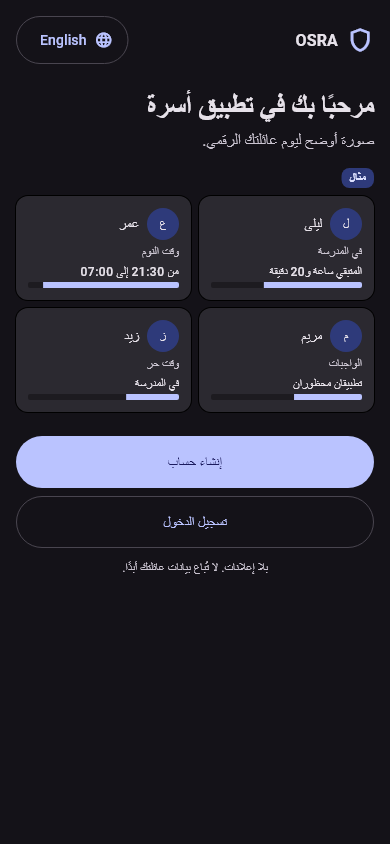 OSRA
English
مرحبًا بك في تطبيق أسرة
صورة أوضح ليوم عائلتك الرقمي.
مثال
ل
ليلى
في المدرسة
المتبقي ساعة و20 دقيقة
ع
عمر
وقت النوم
من 21:30 إلى 07:00
م
مريم
الواجبات
تطبيقان محظوران
ز
زيد
وقت حر
في المدرسة
إنشاء حساب
تسجيل الدخول
بلا إعلانات. لا تُباع بيانات عائلتك أبدًا.